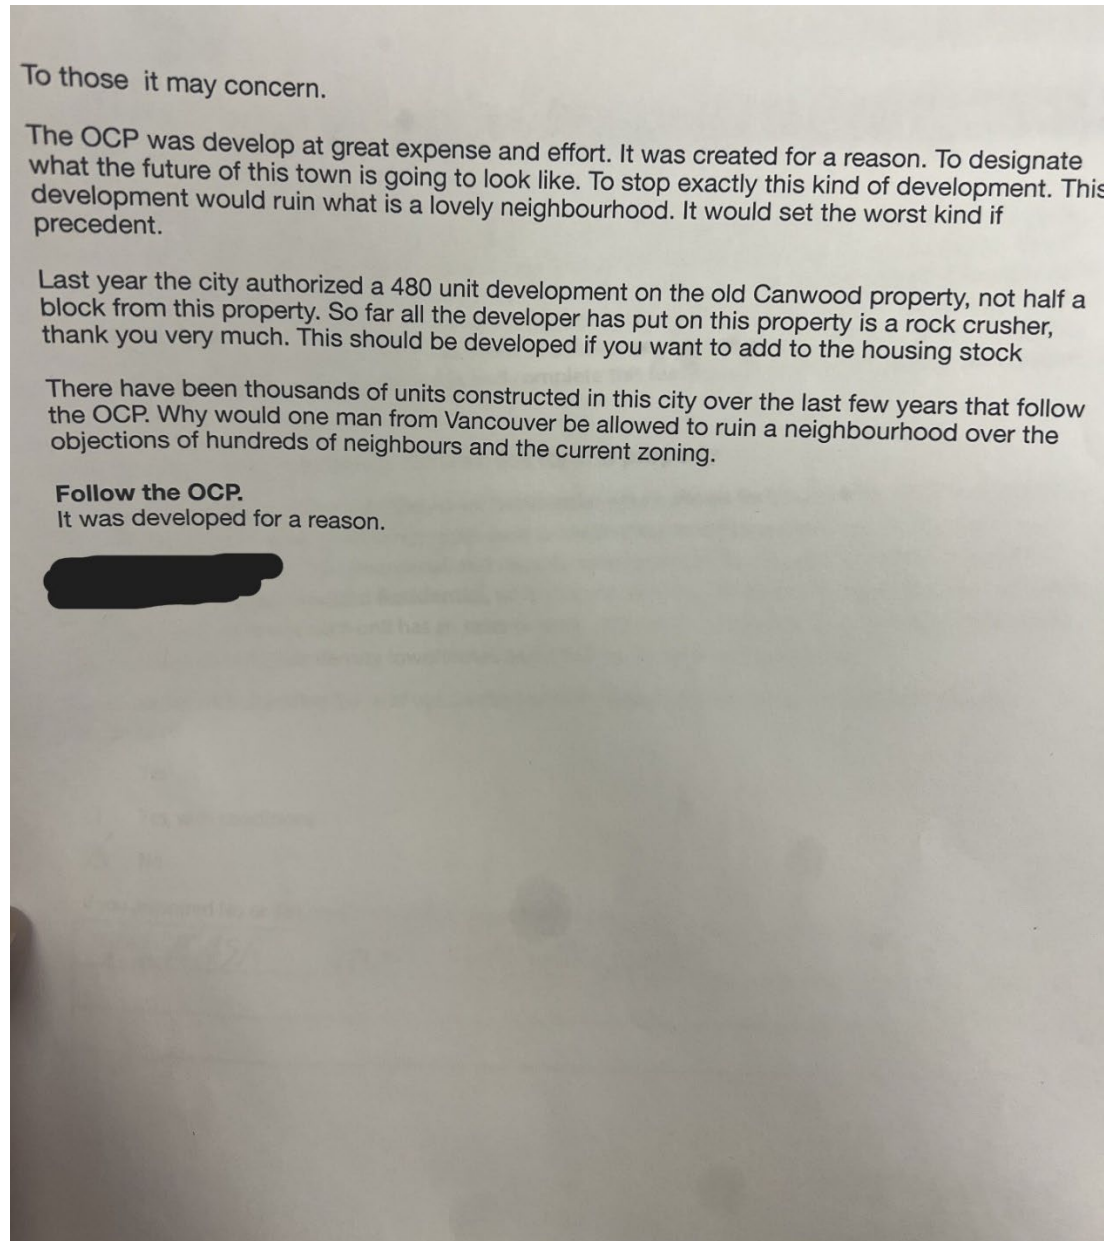 To those it may concern.
The OCP was develop at great expense and effort. It was created for a reason. To designate
what the future of this town is going to look like. To stop exactly this kind of development. This
development would ruin what is a lovely neighbourhood. It would set the worst kind if
precedent.
Last year the city authorized a 480 unit development on the old Canwood property, not half a
block from this property. So far all the developer has put on this property is a rock crusher,
thank you very much. This should be developed if you want to add to the housing stock
There have been thousands of units constructed in this city over the last few years that follow
the OCP. Why would one man from Vancouver be allowed to ruin a neighbourhood over the
objections of hundreds of neighbours and the current zoning.
Follow the OCP.
It was developed for a reason.